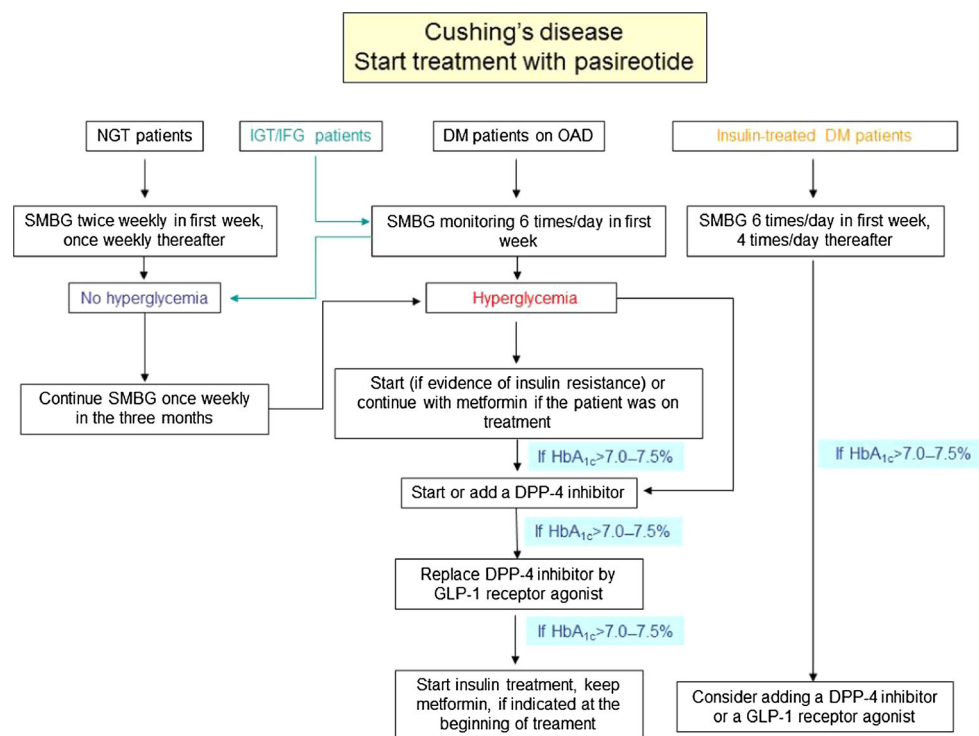 Cushing’s disease
Start treatment with pasireotide
NGT patients
IGT/IFG patients
DM patients on OAD
Insulin-treated DM patients
SMBG twice weekly in first week,
once weekly thereafter
SMBG monitoring 6 times/day in first
week
SMBG 6 times/day in first week,
4 times/day thereafter
No hyperglycemia
Hyperglycemia
Continue SMBG once weekly
in the three months
Start (if evidence of insulin resistance) or
continue with metformin if the patient was on
treatment
If HbA1c>7.0–7.5%
If HbA1c>7.0–7.5%
Start or add a DPP-4 inhibitor
If HbA1c>7.0–7.5%
Replace DPP-4 inhibitor by
GLP-1 receptor agonist
If HbA1c>7.0–7.5%
Start insulin treatment, keep
metformin, if indicated at the
beginning of treament
Consider adding a DPP-4 inhibitor
or a GLP-1 receptor agonist